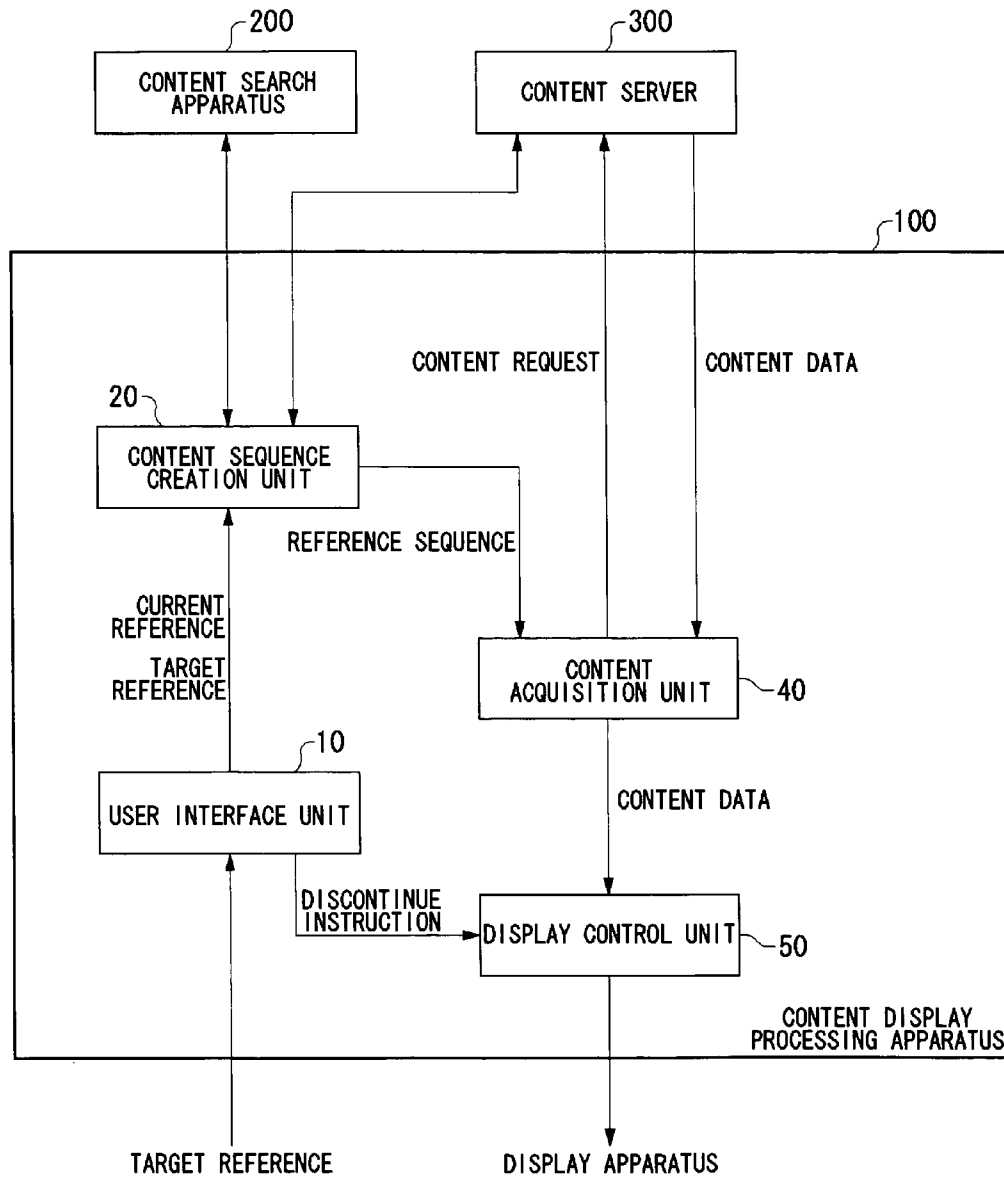 200
300
CONTENT SEARCH
APPARATUS
CONTENT SERVER
100
CONTENT REQUEST
CONTENT DATA
20
CONTENT SEQUENCE
CREATION UNIT
REFERENCE SEQUENCE
CURRENT
REFERENCE
TARGET
REFERENCE
CONTENT
ACQUISITION UNIT
40
10
USER INTERFACE UNIT
CONTENT DATA
DISCONTINUE
INSTRUCTION
DISPLAY CONTROL UNIT
50
CONTENT DISPLAY
PROCESSING APPARATUS
TARGET REFERENCE
DISPLAY APPARATUS